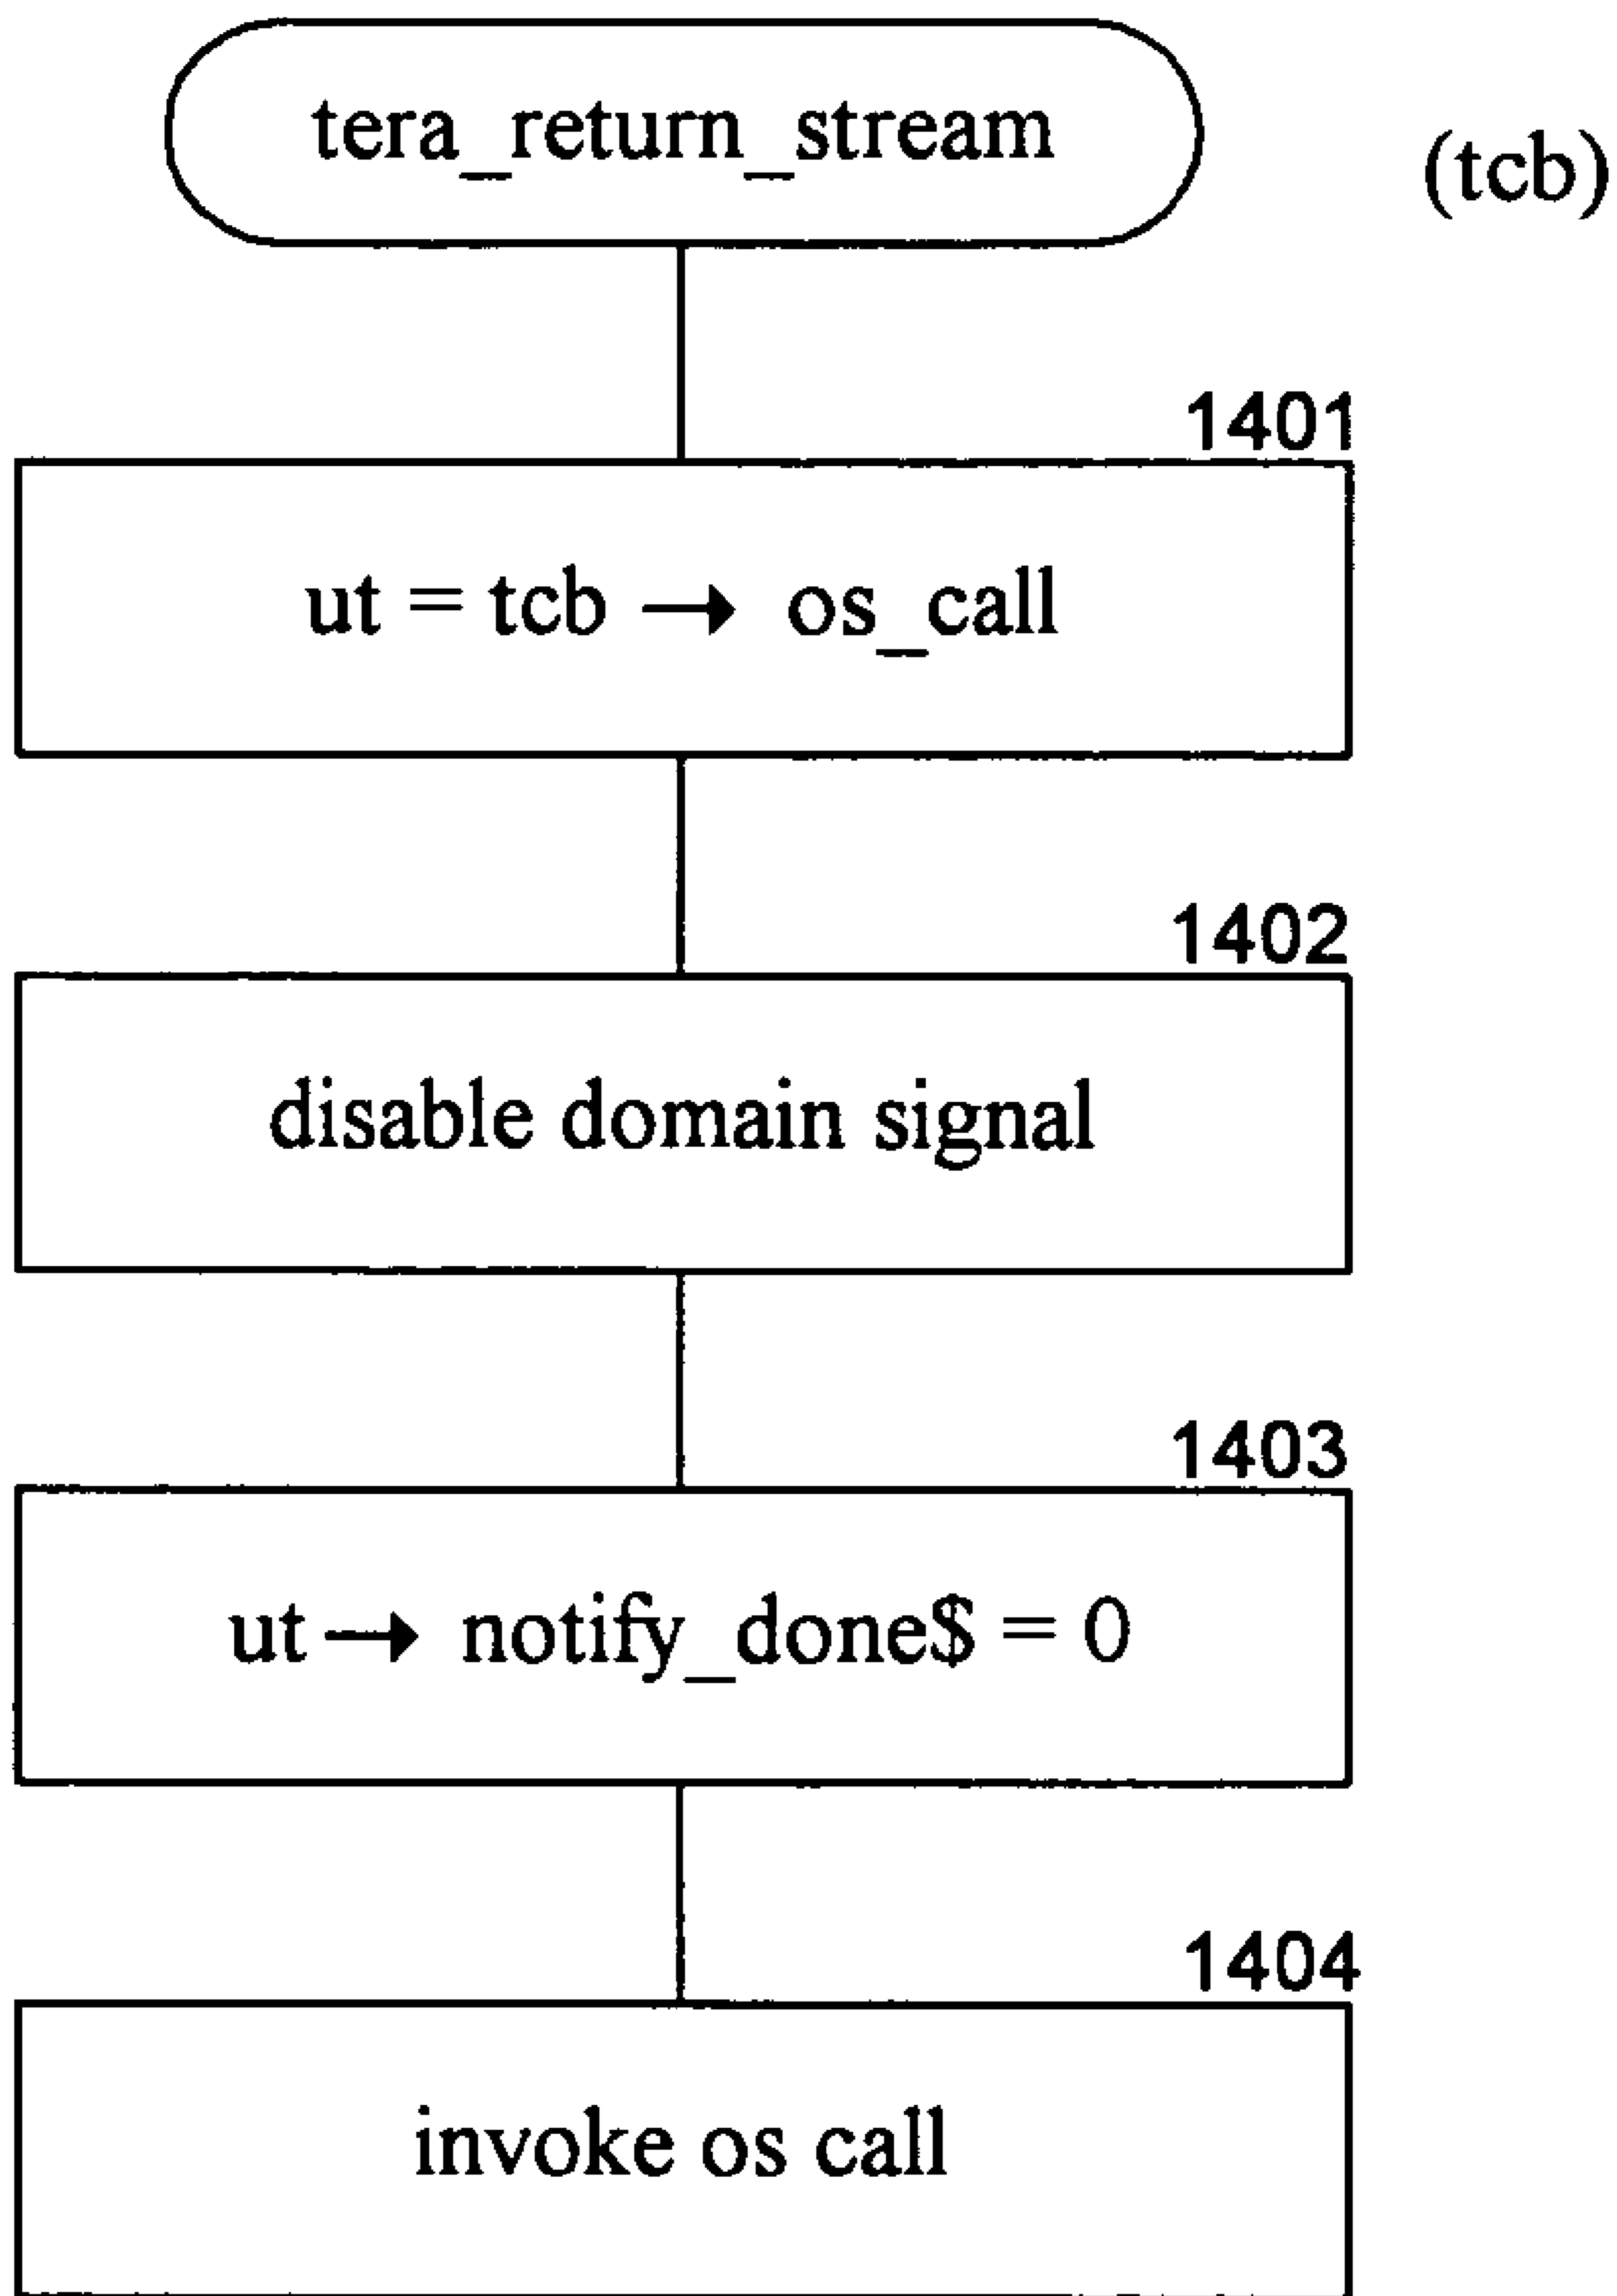 tera_return_stream
(tcb)
1401
ut = tcb → os_call
1402
disable domain signal
1403
ut → notify_done$ = 0
1404
invoke os call